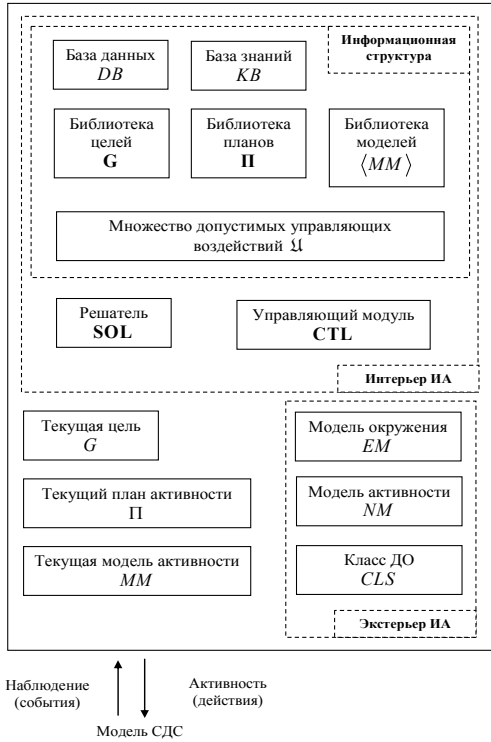 Информационная
структура
База данных
DB
База знаний
KB
Библиотека
целей
G
Библиотека
планов
Π
Библиотека
моделей
⟨MM⟩
Множество допустимых управляющих
воздействий 𝔘
Решатель
SOL
Управляющий модуль
CTL
Интерьер ИА
Текущая цель
G
Текущий план активности
Π
Текущая модель активности
MM
Модель окружения
EM
Модель активности
NM
Класс ДО
CLS
Экстерьер ИА
Наблюдение
(события)
Активность
(действия)
Модель СДС